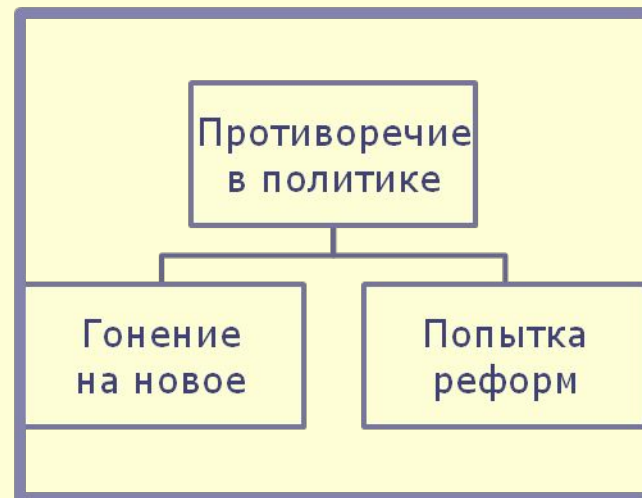 Противоречие
в политике
Гонение
на новое
Попытка
реформ